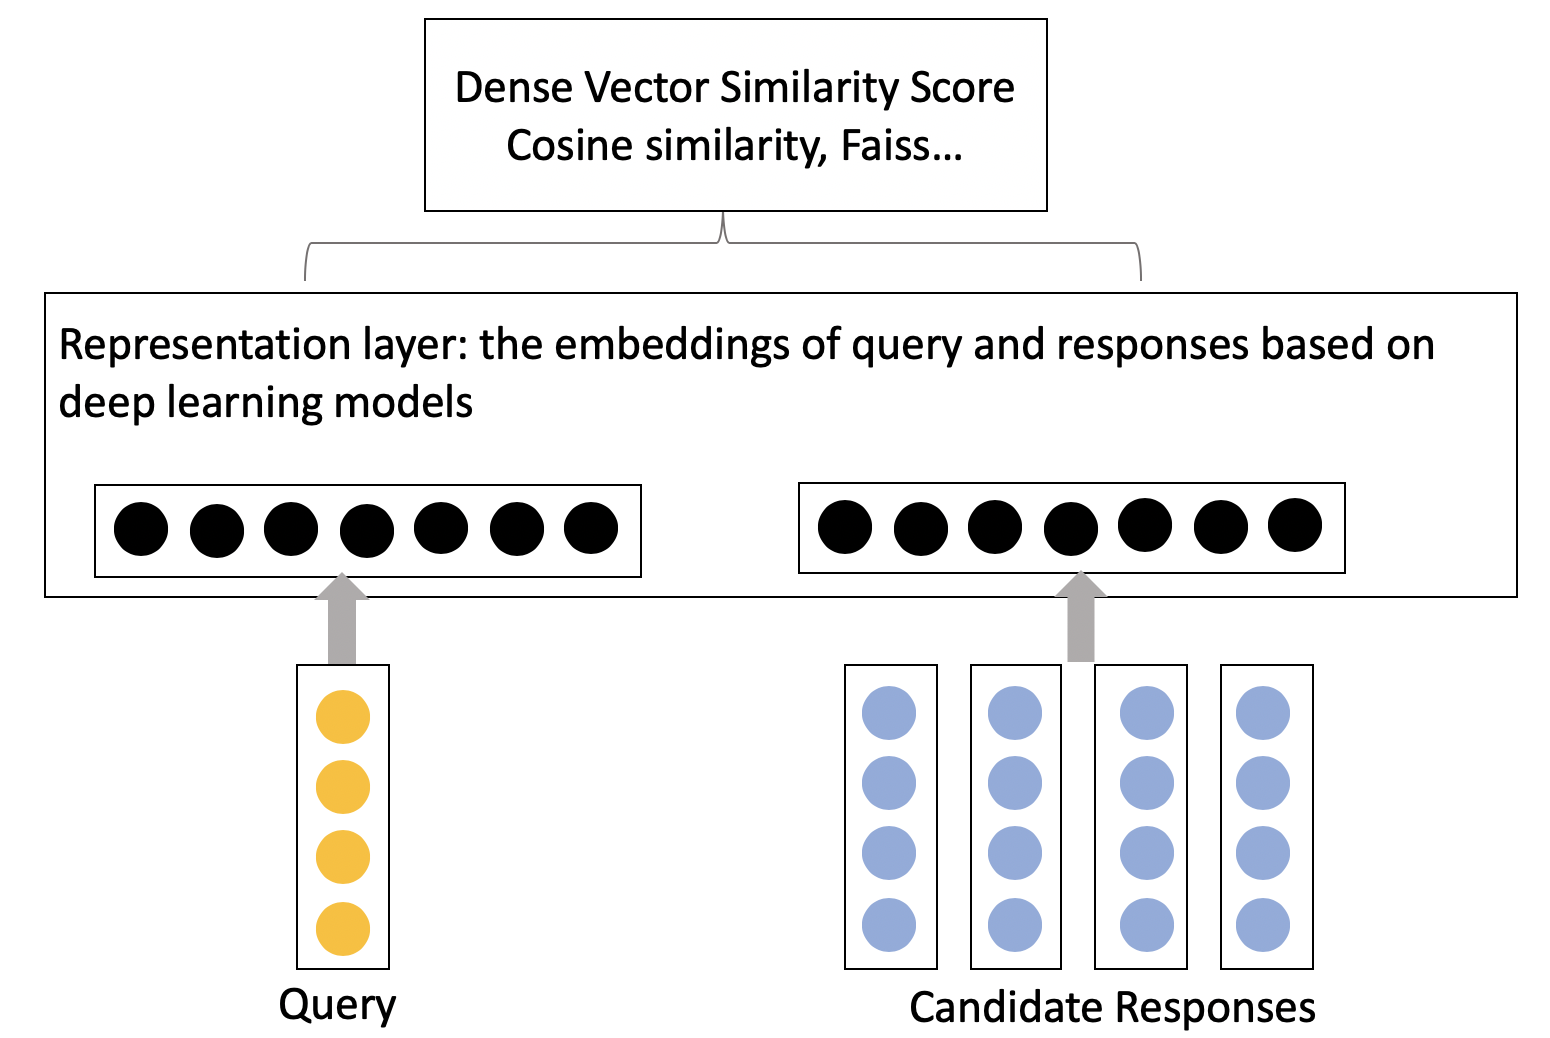 Dense Vector Similarity Score
Cosine similarity, Faiss...
Representation layer: the embeddings of query and responses based on
deep learning models
Query
Candidate Responses